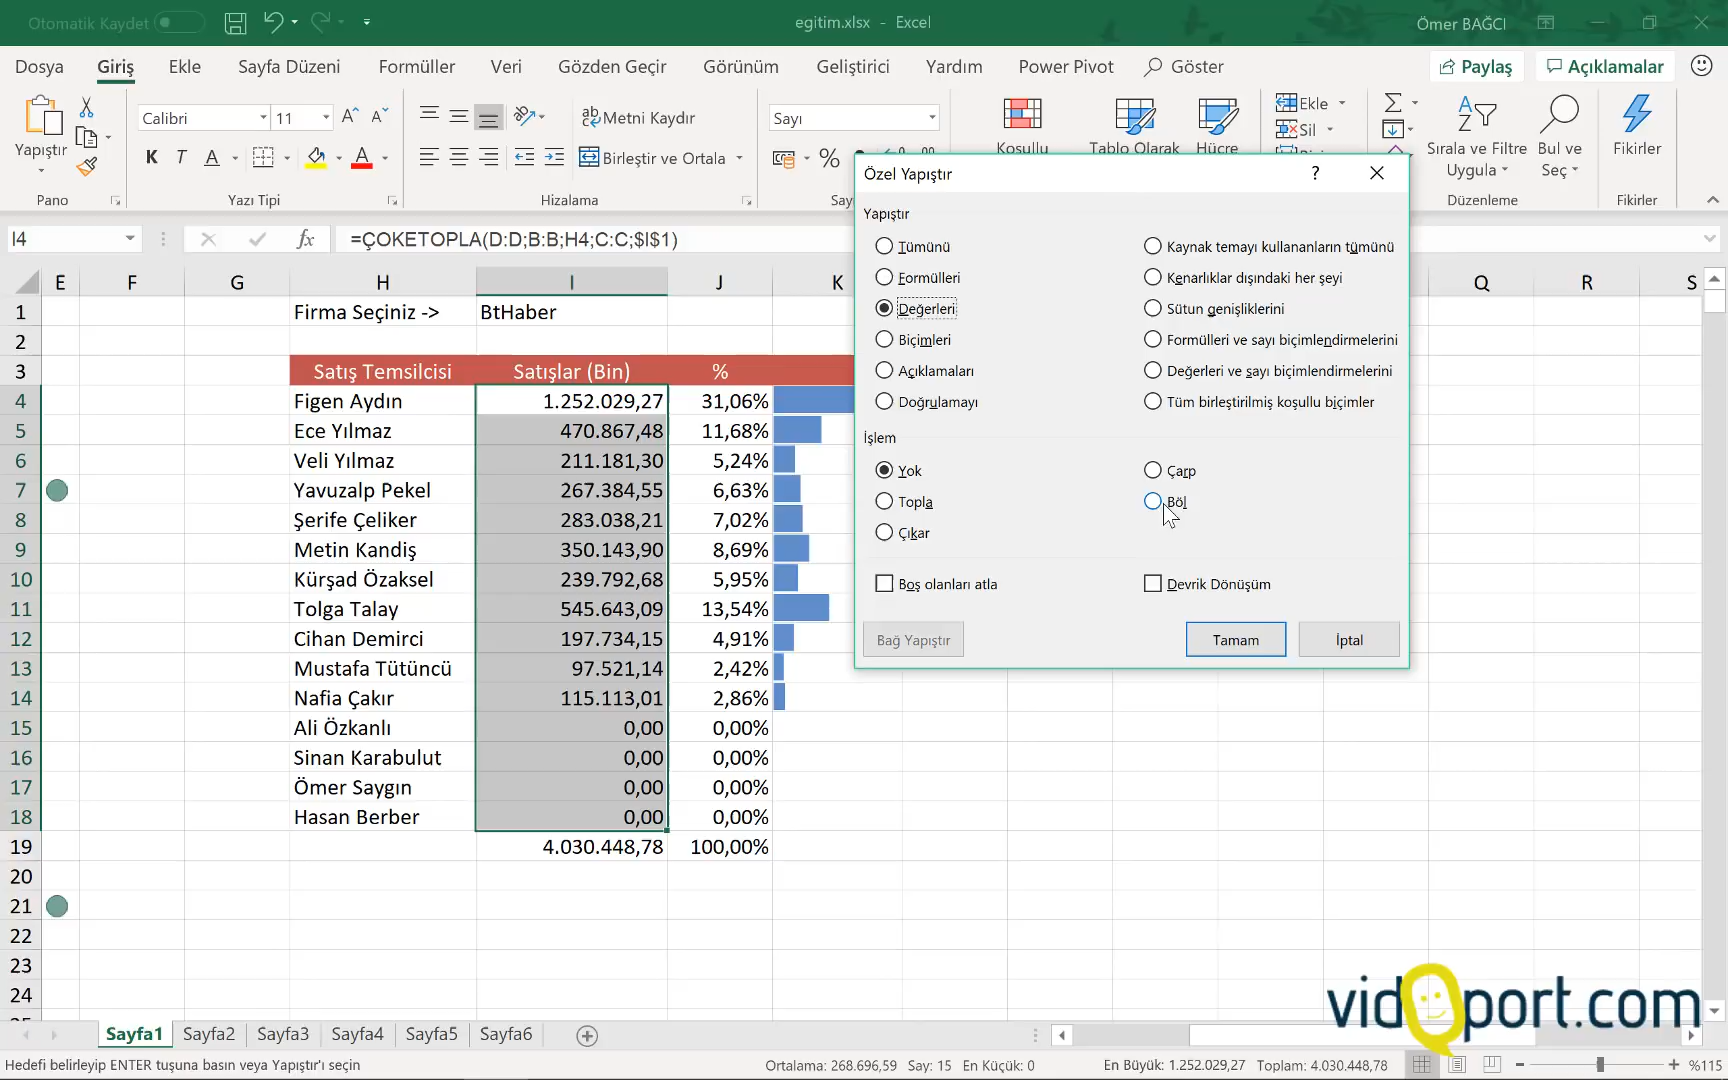 Otomatik Kaydet
egitim.xlsx - Excel
Ömer BAĞCI
Dosya Giriş Ekle Sayfa Düzeni Formüller Veri Gözden Geçir Görünüm Geliştirici Yardım Power Pivot Göster Paylaş Açıklamalar
Yapıştır
Calibri 11
K T A
Metni Kaydır
Birleştir ve Ortala
Sayı
%
Koşullu
Tablo Olarak
Hücre
Ekle
Sil
Sırala ve Filtre
Uygula
Bul ve
Seç
Fikirler
Pano Yazı Tipi Hizalama Düzenleme Fikirler
I4 fx =ÇOKETOPLA(D:D;B:B;H4;C:C;$I$1)
E F G H I J K Q R S
1 Firma Seçiniz -> BtHaber
2
3 Satış Temsilcisi Satışlar (Bin) %
4 Figen Aydın 1.252.029,27 31,06%
5 Ece Yılmaz 470.867,48 11,68%
6 Veli Yılmaz 211.181,30 5,24%
7 Yavuzalp Pekel 267.384,55 6,63%
8 Şerife Çeliker 283.038,21 7,02%
9 Metin Kandiş 350.143,90 8,69%
10 Kürşad Özaksel 239.792,68 5,95%
11 Tolga Talay 545.643,09 13,54%
12 Cihan Demirci 197.734,15 4,91%
13 Mustafa Tütüncü 97.521,14 2,42%
14 Nafia Çakır 115.113,01 2,86%
15 Ali Özkanlı 0,00 0,00%
16 Sinan Karabulut 0,00 0,00%
17 Ömer Saygın 0,00 0,00%
18 Hasan Berber 0,00 0,00%
19 4.030.448,78 100,00%
20
21
22
23
24
Özel Yapıştır ?
Yapıştır
Tümünü Kaynak temayı kullananların tümünü
Formülleri Kenarlıklar dışındaki her şeyi
Değerleri Sütun genişliklerini
Biçimleri Formülleri ve sayı biçimlendirmelerini
Açıklamaları Değerleri ve sayı biçimlendirmelerini
Doğrulamayı Tüm birleştirilmiş koşullu biçimler
İşlem
Yok Çarp
Topla Böl
Çıkar
Boş olanları atla Devrik Dönüşüm
Bağ Yapıştır Tamam İptal
vidoport.com
Sayfa1 Sayfa2 Sayfa3 Sayfa4 Sayfa5 Sayfa6
Hedefi belirleyip ENTER tuşuna basın veya Yapıştır'ı seçin Ortalama: 268.696,59 Say: 15 En Küçük: 0 En Büyük: 1.252.029,27 Toplam: 4.030.448,78 %115